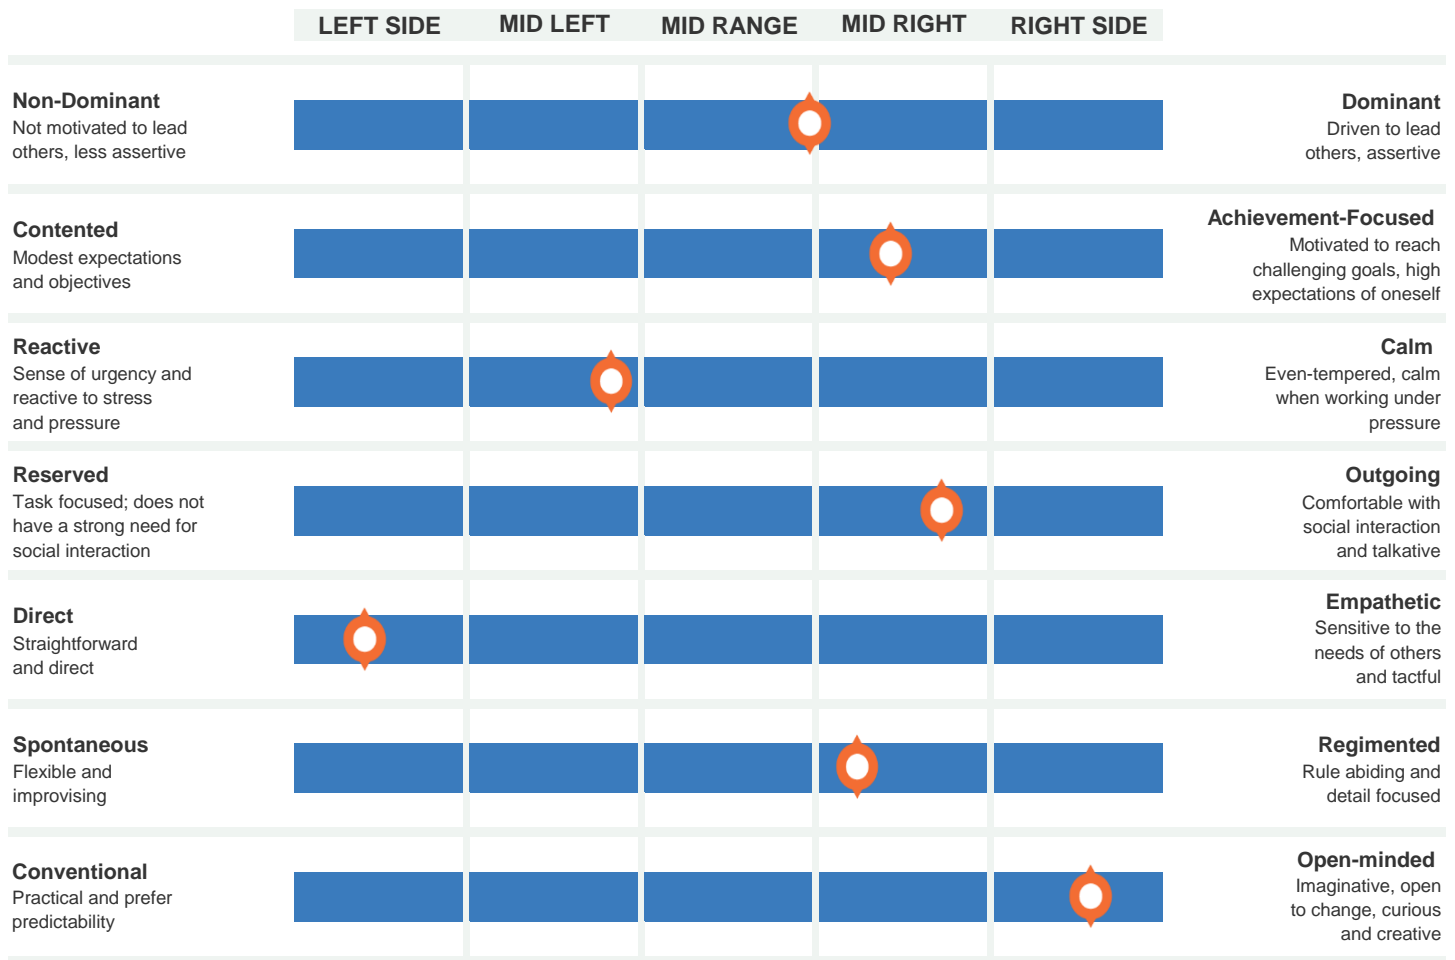 LEFT SIDE MID LEFT MID RANGE MID RIGHT RIGHT SIDE
Non-Dominant
Not motivated to lead
others, less assertive
Dominant
Driven to lead
others, assertive
Contented
Modest expectations
and objectives
Achievement-Focused
Motivated to reach
challenging goals, high
expectations of oneself
Reactive
Sense of urgency and
reactive to stress
and pressure
Calm
Even-tempered, calm
when working under
pressure
Reserved
Task focused; does not
have a strong need for
social interaction
Outgoing
Comfortable with
social interaction
and talkative
Direct
Straightforward
and direct
Empathetic
Sensitive to the
needs of others
and tactful
Spontaneous
Flexible and
improvising
Regimented
Rule abiding and
detail focused
Conventional
Practical and prefer
predictability
Open-minded
Imaginative, open
to change, curious
and creative